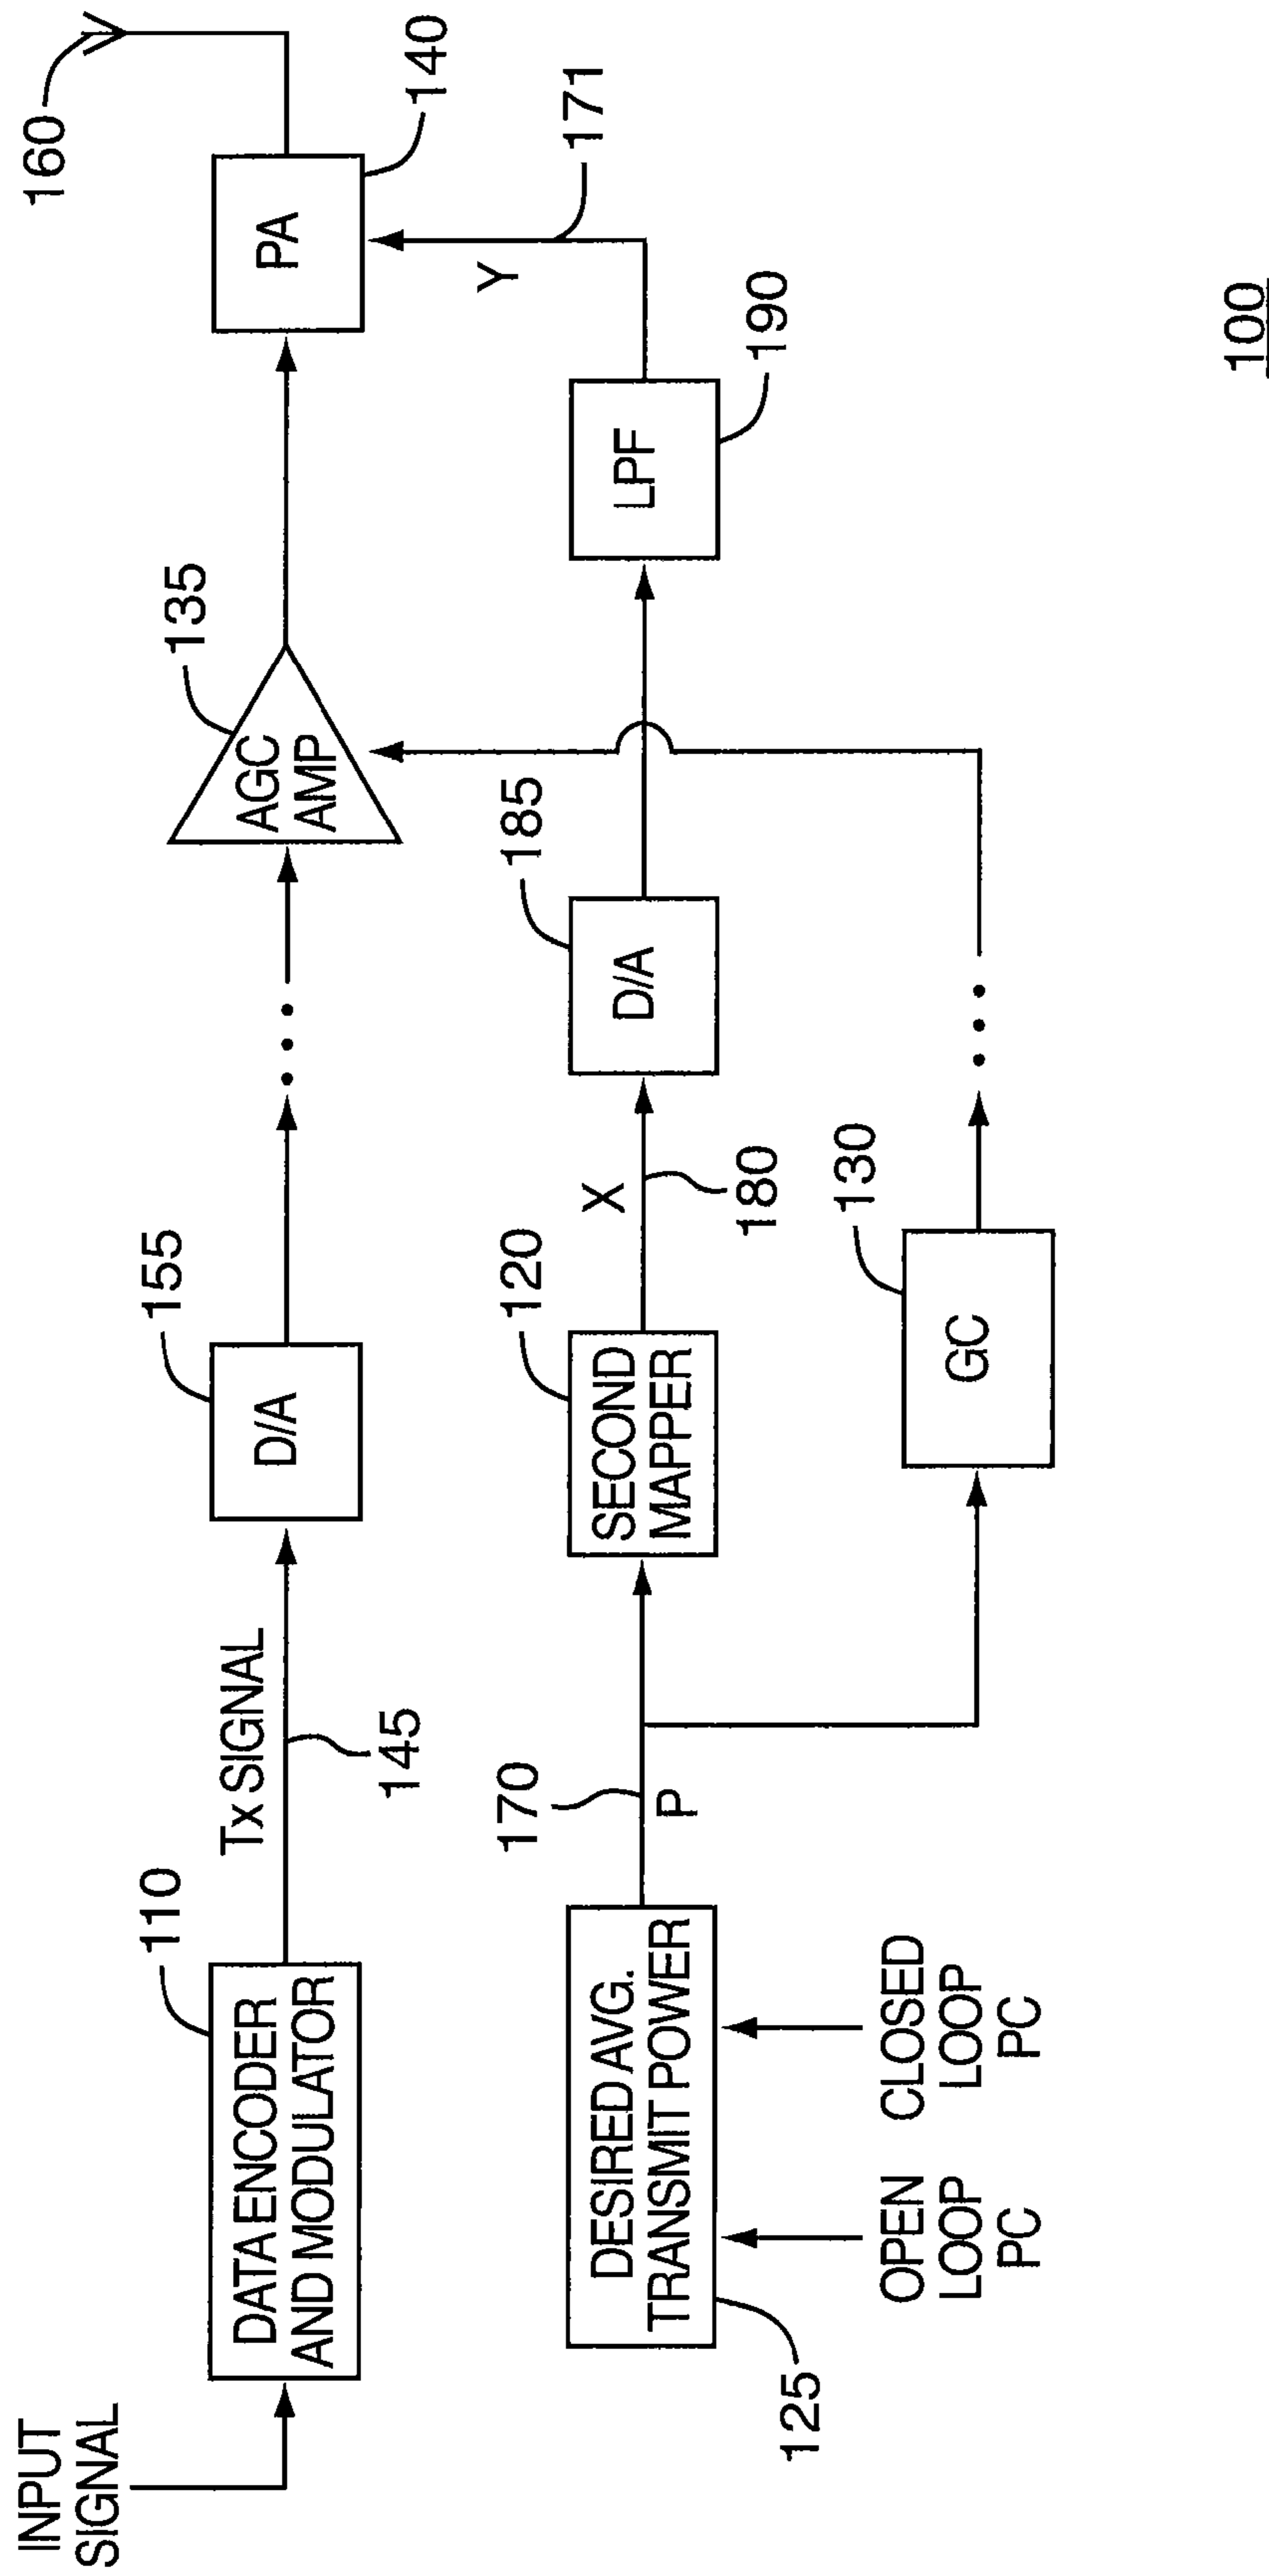 INPUT
SIGNAL
110
DATA ENCODER
AND MODULATOR
Tx SIGNAL
145
155
D/A
135
AGC
AMP
PA
140
160
125
DESIRED AVG.
TRANSMIT POWER
OPEN
LOOP
PC
CLOSED
LOOP
PC
170
P
120
SECOND
MAPPER
X
180
185
D/A
LPF
190
Y
171
130
GC
100